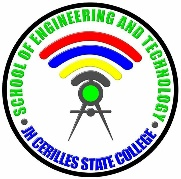 SCHOOL OF ENGINEERING AND TECHNOLOGY
JH CERILLES STATE COLLEGE